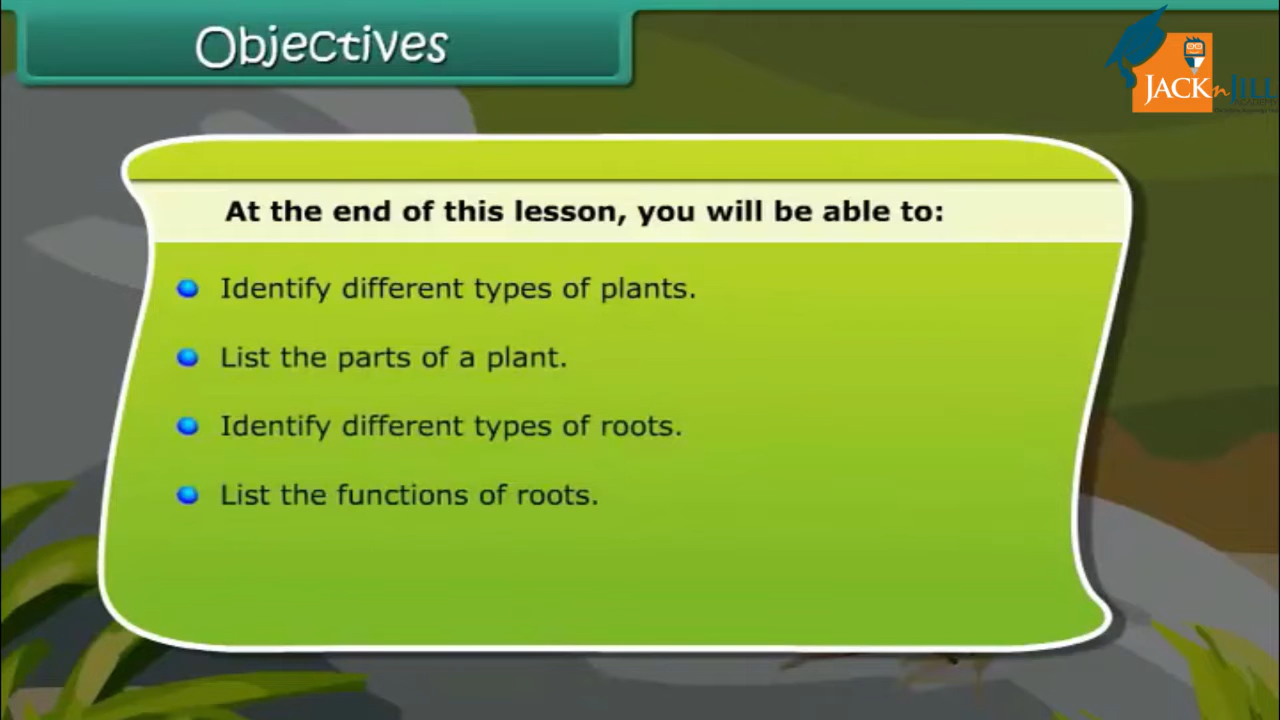 Objectives
JACKnJILL
ACADEMY
At the end of this lesson, you will be able to:
Identify different types of plants.
List the parts of a plant.
Identify different types of roots.
List the functions of roots.